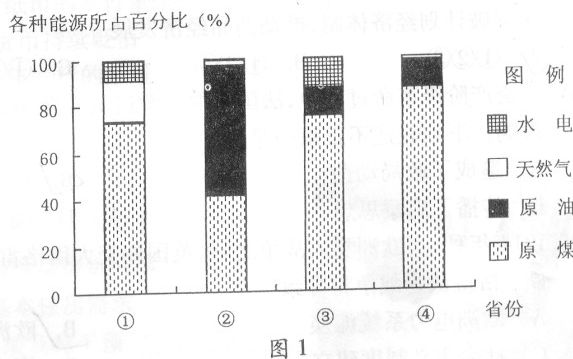 各种能源所占百分比（%）
100
80
60
40
20
0
图 例
水 电
天然气
原 油
原 煤
① ② ③ ④ 省份
图 1